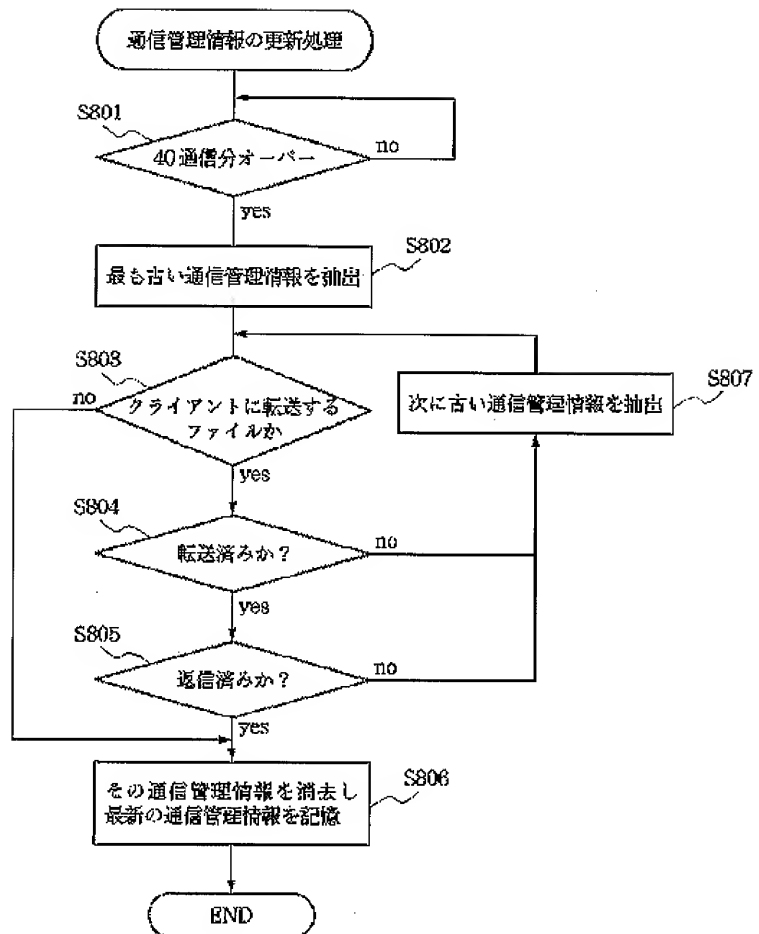 通信管理情報の更新処理
S801
40通信分オーバー
no
yes
S802
最も古い通信管理情報を抽出
S803
no
クライアントに転送する
ファイルか
yes
S807
次に古い通信管理情報を抽出
S804
転送済みか?
no
yes
S805
返信済みか?
no
yes
S806
その通信管理情報を消去し
最新の通信管理情報を記憶
END